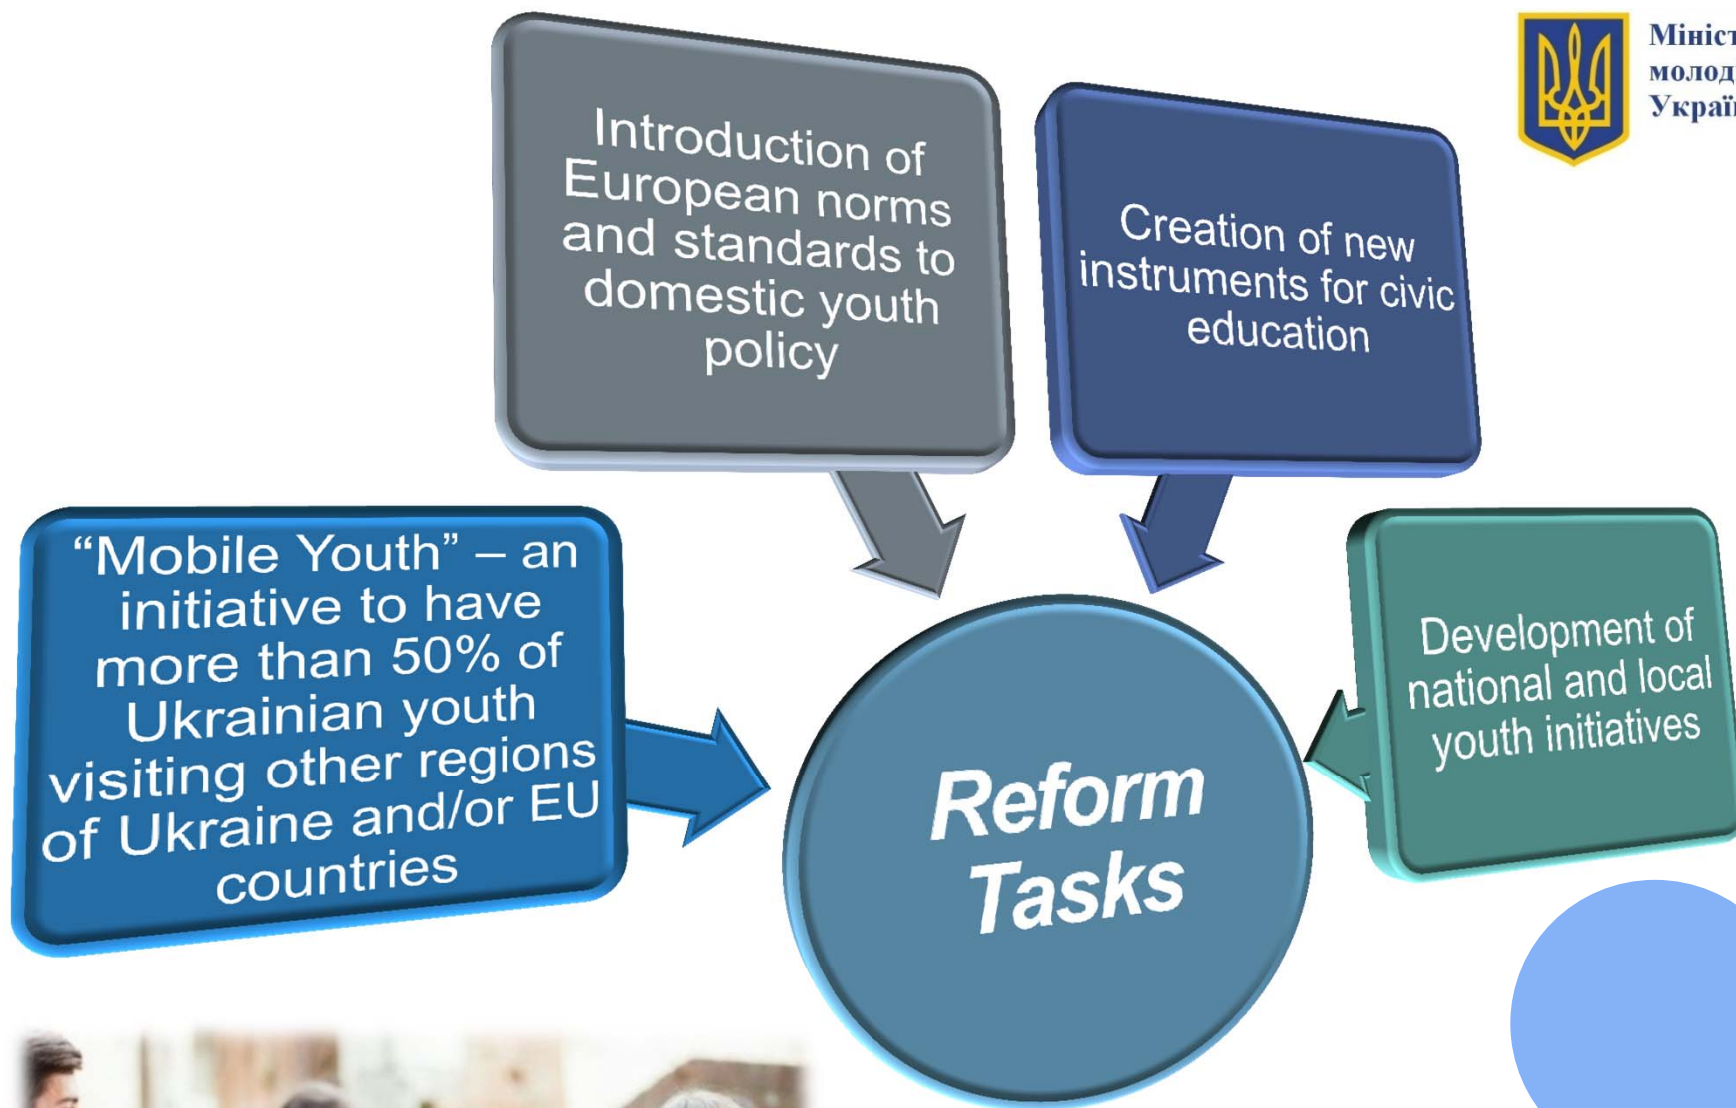 Introduction of
European norms
and standards to
domestic youth
policy
Creation of new
instruments for civic
education
“Mobile Youth” – an
initiative to have
more than 50% of
Ukrainian youth
visiting other regions
of Ukraine and/or EU
countries
Development of
national and local
youth initiatives
Reform
Tasks